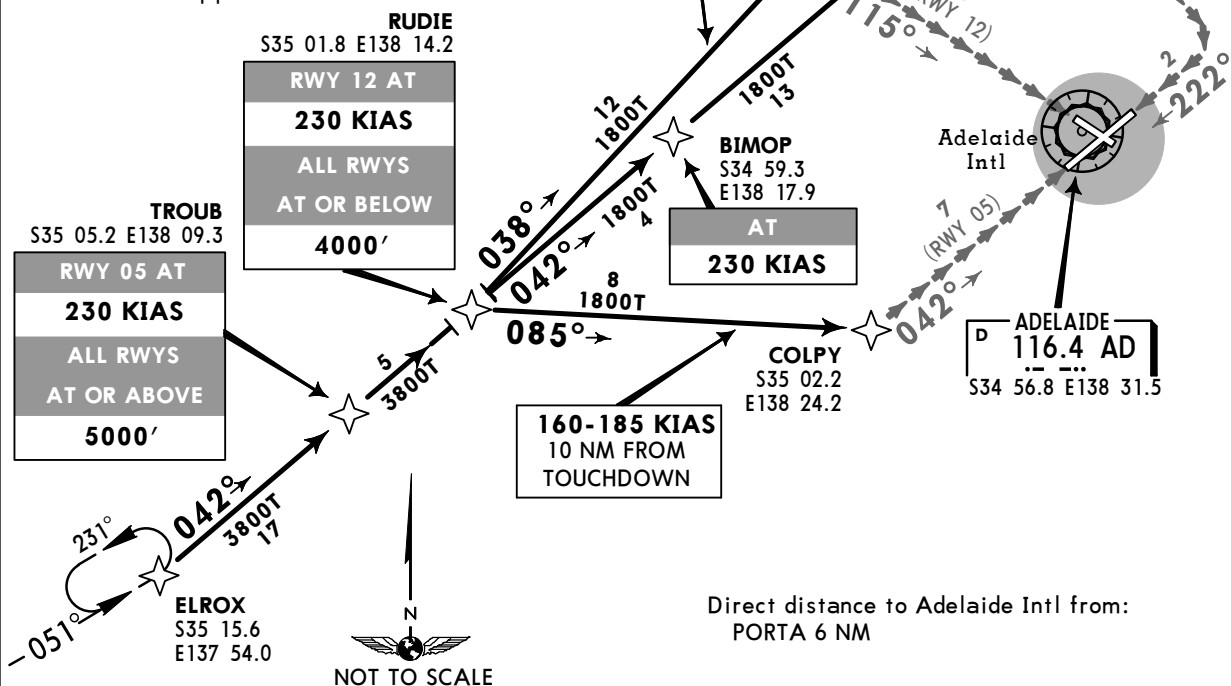 RUDIE
S35 01.8 E138 14.2
RWY 12 AT
230 KIAS
ALL RWYS
AT OR BELOW
4000′
115°
(RWY 12)
2
222°
1800T
13
12
1800T
BIMOP
S34 59.3
E138 17.9
AT
230 KIAS
Adelaide
Intl
TROUB
S35 05.2 E138 09.3
RWY 05 AT
230 KIAS
ALL RWYS
AT OR ABOVE
5000′
038°
042°
1800T
4
8
1800T
085°
7
(RWY 05)
042°
COLPY
S35 02.2
E138 24.2
D
ADELAIDE
116.4 AD
S34 56.8 E138 31.5
5
3800T
160-185 KIAS
10 NM FROM
TOUCHDOWN
042°
3800T
17
231°
051°
ELROX
S35 15.6
E137 54.0
N
NOT TO SCALE
Direct distance to Adelaide Intl from:
PORTA 6 NM